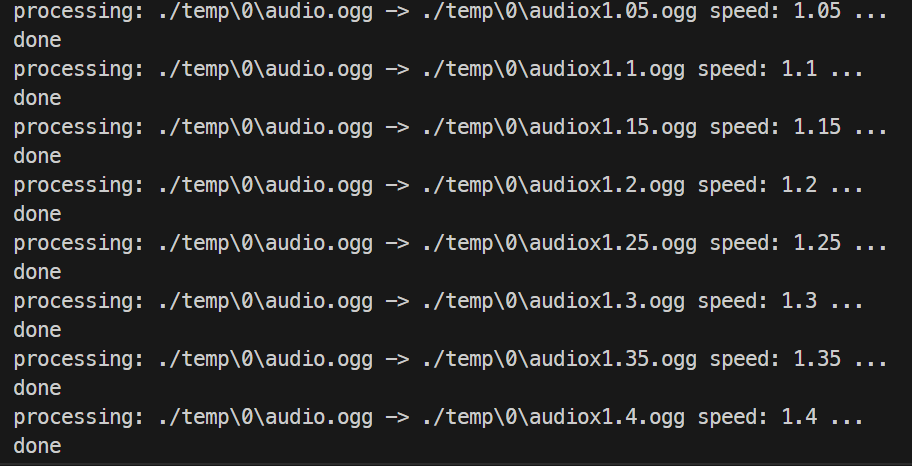 processing: ./temp\0\audio.ogg -> ./temp\0\audiox1.05.ogg speed: 1.05 ...
done
processing: ./temp\0\audio.ogg -> ./temp\0\audiox1.1.ogg speed: 1.1 ...
done
processing: ./temp\0\audio.ogg -> ./temp\0\audiox1.15.ogg speed: 1.15 ...
done
processing: ./temp\0\audio.ogg -> ./temp\0\audiox1.2.ogg speed: 1.2 ...
done
processing: ./temp\0\audio.ogg -> ./temp\0\audiox1.25.ogg speed: 1.25 ...
done
processing: ./temp\0\audio.ogg -> ./temp\0\audiox1.3.ogg speed: 1.3 ...
done
processing: ./temp\0\audio.ogg -> ./temp\0\audiox1.35.ogg speed: 1.35 ...
done
processing: ./temp\0\audio.ogg -> ./temp\0\audiox1.4.ogg speed: 1.4 ...
done